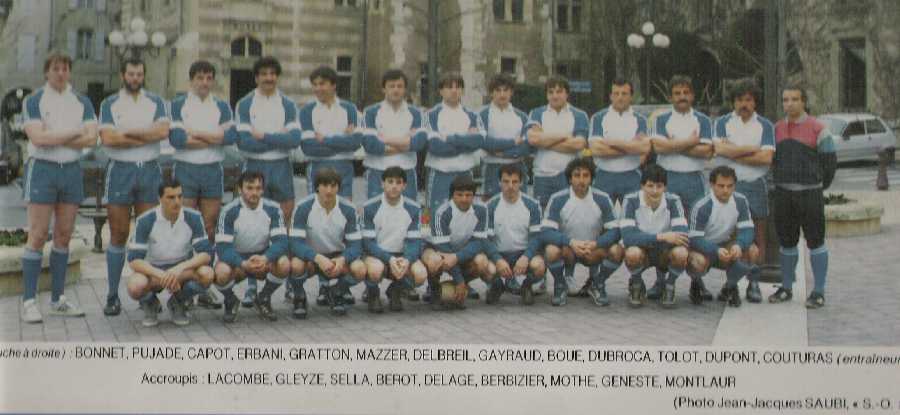 uche à droite) : BONNET, PUJADE, CAPOT, ERBANI, GRATTON, MAZZER, DELBREIL, GAYRAUD, BOUE, DUBROCA, TOLOT, DUPONT, COUTURAS (entraîneur
Accroupis : LACOMBE, GLEYZE, SELLA, BEROT, DELAGE, BERBIZIER, MOTHE, GENESTE, MONTLAUR
(Photo Jean-Jacques SAUBI, « S.-O.